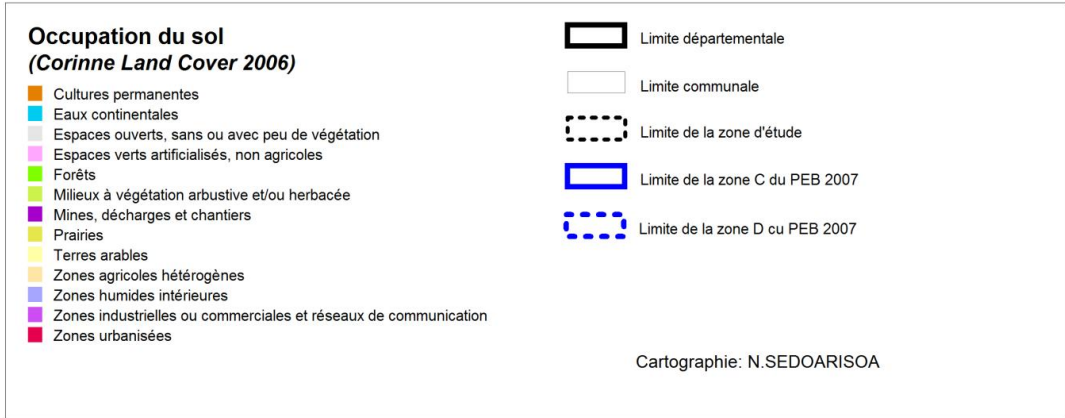 Occupation du sol
(Corinne Land Cover 2006)
Cultures permanentes
Eaux continentales
Espaces ouverts, sans ou avec peu de végétation
Espaces verts artificialisés, non agricoles
Forêts
Milieux à végétation arbustive et/ou herbacée
Mines, décharges et chantiers
Prairies
Terres arables
Zones agricoles hétérogènes
Zones humides intérieures
Zones industrielles ou commerciales et réseaux de communication
Zones urbanisées
Limite départementale
Limite communale
Limite de la zone d'étude
Limite de la zone C du PEB 2007
Limite de la zone D cu PEB 2007
Cartographie: N.SEDOARISOA